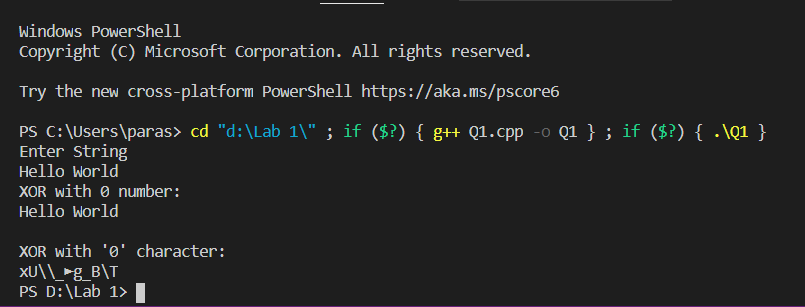 Windows PowerShell
Copyright (C) Microsoft Corporation. All rights reserved.
Try the new cross-platform PowerShell https://aka.ms/pscore6
PS C:\Users\paras> cd "d:\Lab 1\" ; if ($?) { g++ Q1.cpp -o Q1 } ; if ($?) { .\Q1 }
Enter String
Hello World
XOR with 0 number:
Hello World
XOR with '0' character:
xU\\_►g_B\T
PS D:\Lab 1>